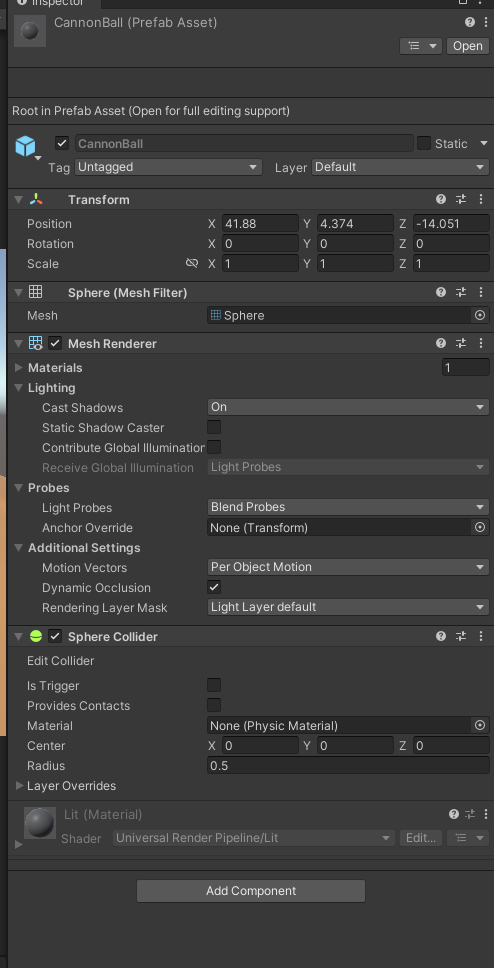 Inspector
CannonBall (Prefab Asset)
Open
Root in Prefab Asset (Open for full editing support)
CannonBall
Static
Tag Untagged Layer Default
Transform
Position X 41.88 Y 4.374 Z -14.051
Rotation X 0 Y 0 Z 0
Scale X 1 Y 1 Z 1
Sphere (Mesh Filter)
Mesh Sphere
Mesh Renderer
Materials 1
Lighting
Cast Shadows On
Static Shadow Caster
Contribute Global Illumination
Receive Global Illumination Light Probes
Probes
Light Probes Blend Probes
Anchor Override None (Transform)
Additional Settings
Motion Vectors Per Object Motion
Dynamic Occlusion
Rendering Layer Mask Light Layer default
Sphere Collider
Edit Collider
Is Trigger
Provides Contacts
Material None (Physic Material)
Center X 0 Y 0 Z 0
Radius 0.5
Layer Overrides
Lit (Material)
Shader Universal Render Pipeline/Lit Edit...
Add Component